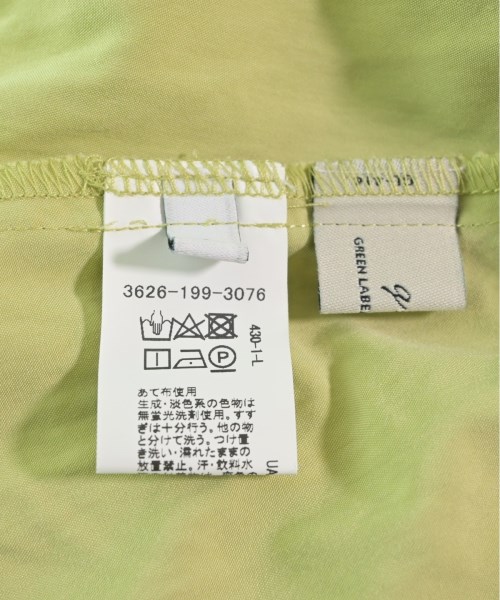 3626-199-3076
430-1-L
あて布使用
生成・淡色系の色物は
無蛍光洗剤使用。すす
ぎは十分行う。他の物
と分けて洗う。つけ置
き洗い・濡れたままの
放置禁止。汗・飲料水
UA
GREEN LABE